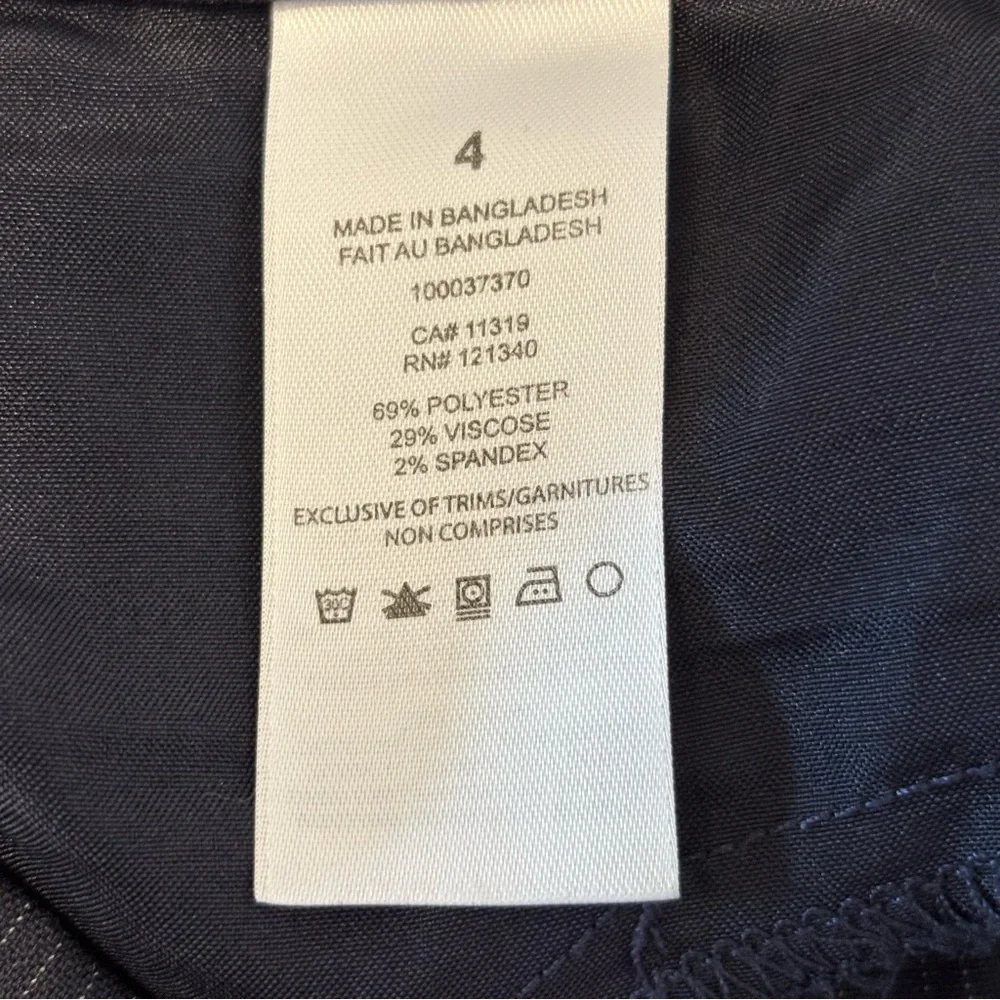 4
MADE IN BANGLADESH
FAIT AU BANGLADESH
100037370
CA# 11319
RN# 121340
69% POLYESTER
29% VISCOSE
2% SPANDEX
EXCLUSIVE OF TRIMS/GARNITURES
NON COMPRISES
30C